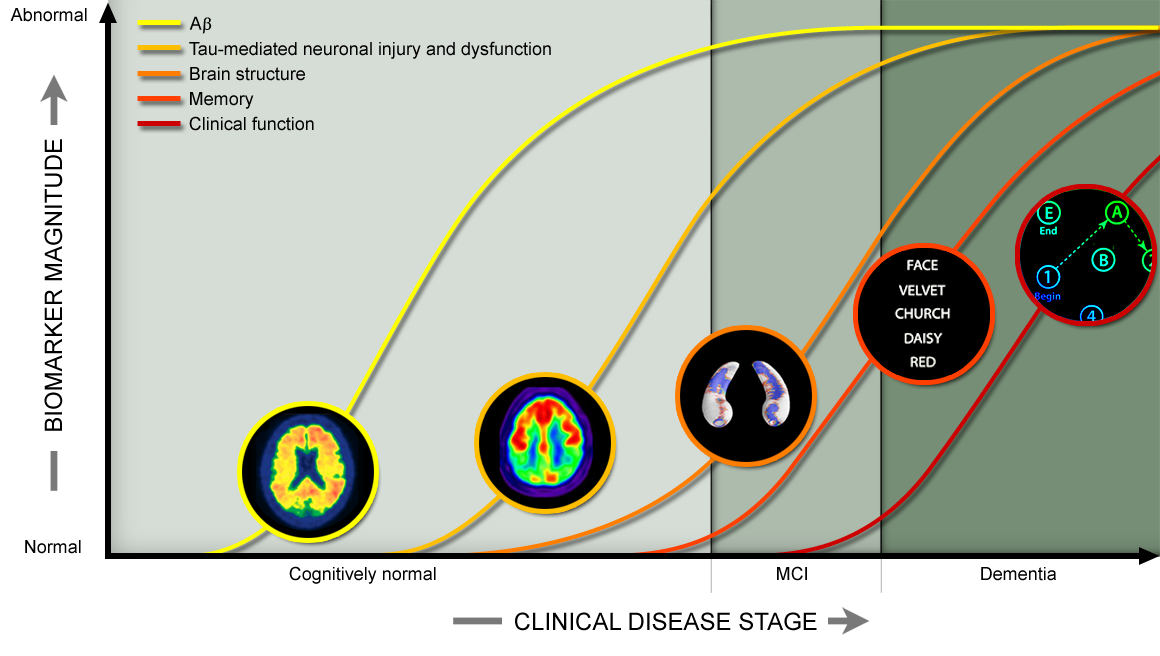 Abnormal
Aβ
Tau-mediated neuronal injury and dysfunction
Brain structure
Memory
Clinical function
BIOMARKER MAGNITUDE
E
End
A
B
1
Begin
4
FACE
VELVET
CHURCH
DAISY
RED
Normal
Cognitively normal
MCI
Dementia
CLINICAL DISEASE STAGE